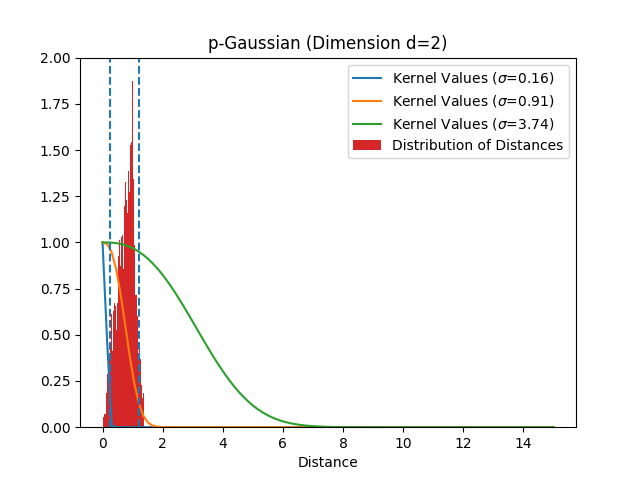 p-Gaussian (Dimension d=2)
2.00
1.75
1.50
1.25
1.00
0.75
0.50
0.25
0.00
Kernel Values (σ=0.16)
Kernel Values (σ=0.91)
Kernel Values (σ=3.74)
Distribution of Distances
0 2 4 6 8 10 12 14
Distance